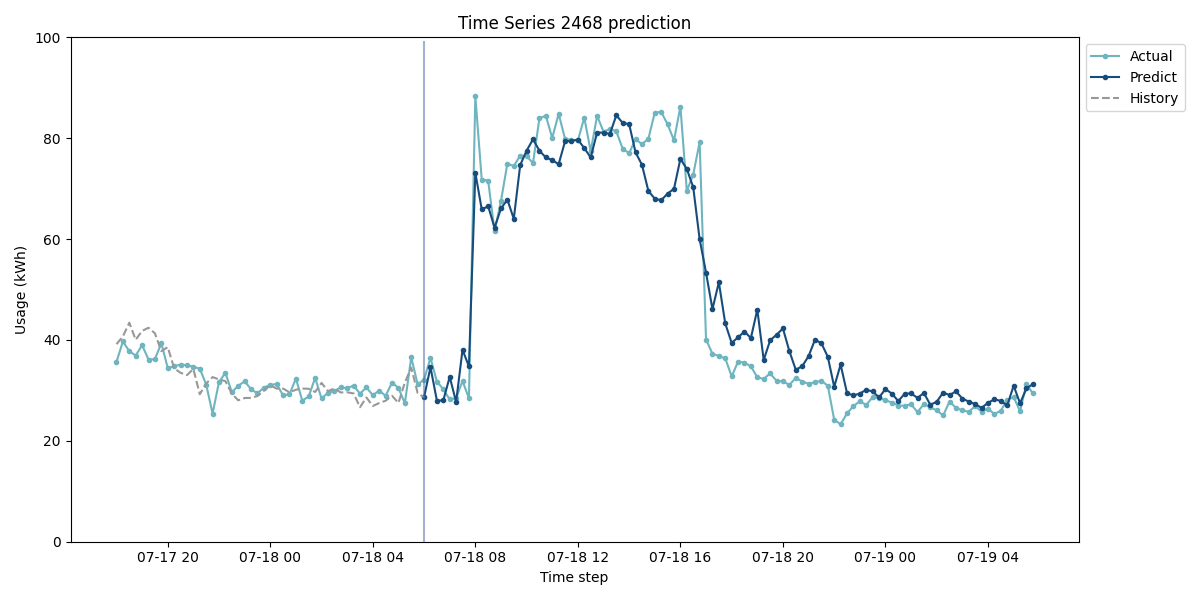 Time Series 2468 prediction
100
80
60
40
20
0
Usage (kWh)
07-17 20
07-18 00
07-18 04
07-18 08
07-18 12
07-18 16
07-18 20
07-19 00
07-19 04
Time step
Actual
Predict
History